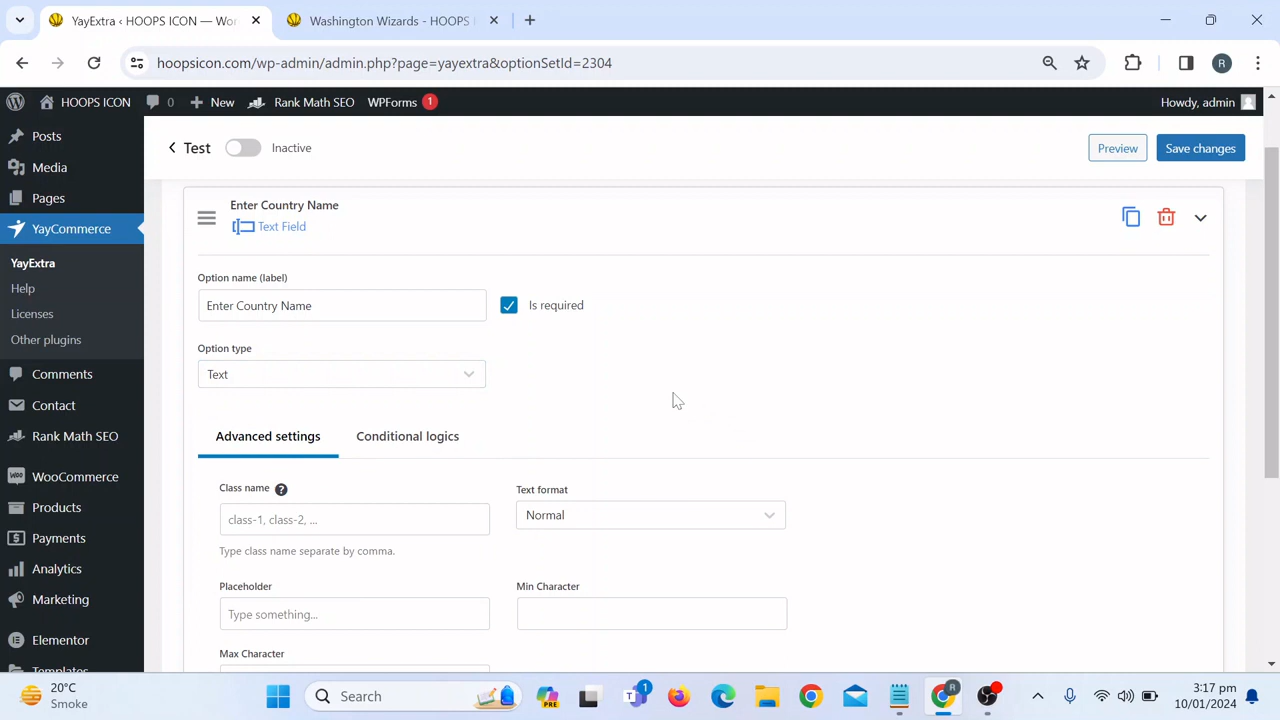 YayExtra ‹ HOOPS ICON — Wor
Washington Wizards - HOOPS I
hoopsicon.com/wp-admin/admin.php?page=yayextra&optionSetId=2304
R
HOOPS ICON
0
New
Rank Math SEO
WPForms
1
Howdy, admin
Posts
Media
Pages
YayCommerce
YayExtra
Help
Licenses
Other plugins
Comments
Contact
Rank Math SEO
WooCommerce
Products
Payments
Analytics
Marketing
Elementor
Templates
Test
Inactive
Preview
Save changes
Enter Country Name
Text Field
Option name (label)
Enter Country Name
Is required
Option type
Text
Advanced settings
Conditional logics
Class name ?
Text format
class-1, class-2, ...
Normal
Type class name separate by comma.
Placeholder
Min Character
Type something...
Max Character
20°C
Smoke
Search
PRE
1
R
3:17 pm
10/01/2024